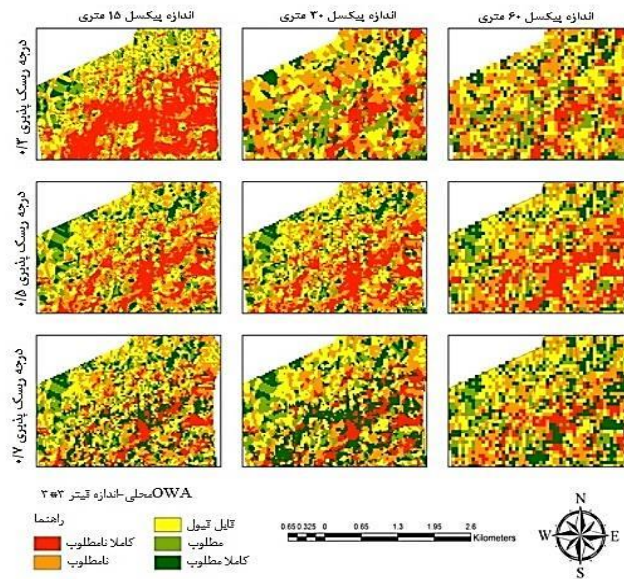 اندازه پیکسل ۱۵ متری
اندازه پیکسل ۳۰ متری
اندازه پیکسل ۶۰ متری
درجه ریسک پذیری ۰/۲
درجه ریسک پذیری ۰/۵
درجه ریسک پذیری ۰/۷
OWAمحلی-اندازه فیلتر ۳*۳
راهنما
کاملا نامطلوب
نامطلوب
قابل قبول
مطلوب
کاملا مطلوب
0.65 0.325 0 0.65 1.3 1.95 2.6
Kilometers
N
W E
S